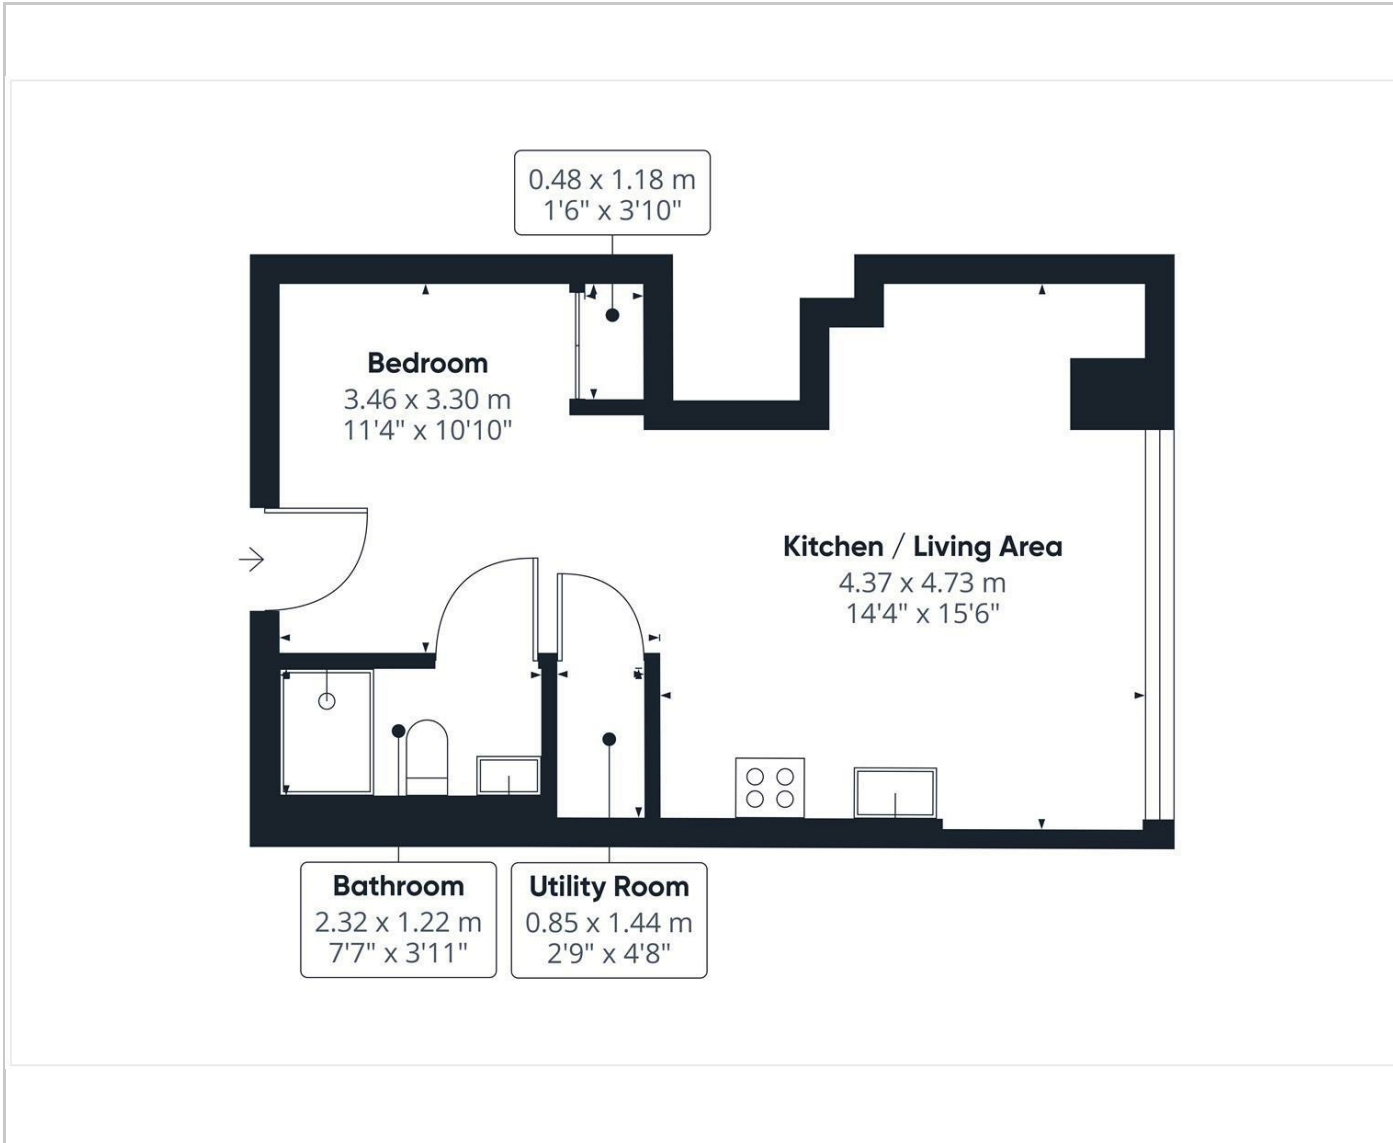 0.48 x 1.18 m
1'6" x 3'10"
Bedroom
3.46 x 3.30 m
11'4" x 10'10"
Kitchen / Living Area
4.37 x 4.73 m
14'4" x 15'6"
Bathroom
2.32 x 1.22 m
7'7" x 3'11"
Utility Room
0.85 x 1.44 m
2'9" x 4'8"